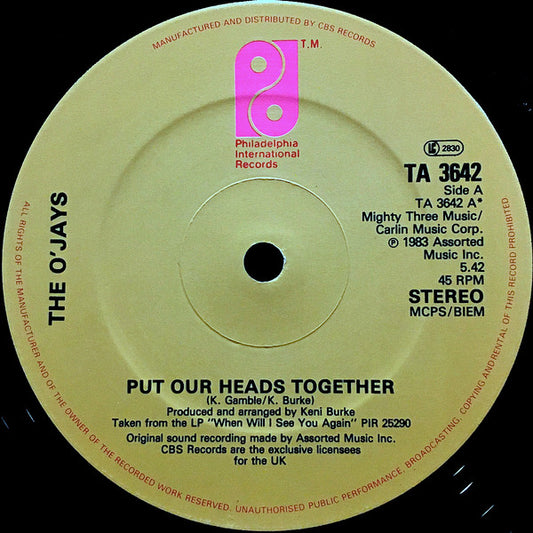 MANUFACTURED AND DISTRIBUTED BY CBS RECORDS
T.M.
Philadelphia
International
Records
LC 2830
TA 3642
Side A
TA 3642 A*
Mighty Three Music/
Carlin Music Corp.
℗ 1983 Assorted
Music Inc.
5.42
45 RPM
STEREO
MCPS/BIEM
THE O'JAYS
PUT OUR HEADS TOGETHER
(K. Gamble/K. Burke)
Produced and arranged by Keni Burke
Taken from the LP "When Will I See You Again" PIR 25290
Original sound recording made by Assorted Music Inc.
CBS Records are the exclusive licensees
for the UK
ALL RIGHTS OF THE MANUFACTURER AND OF THE OWNER OF THE RECORDED WORK RESERVED. UNAUTHORISED PUBLIC PERFORMANCE, BROADCASTING, COPYING AND RENTAL OF THIS RECORD PROHIBITED